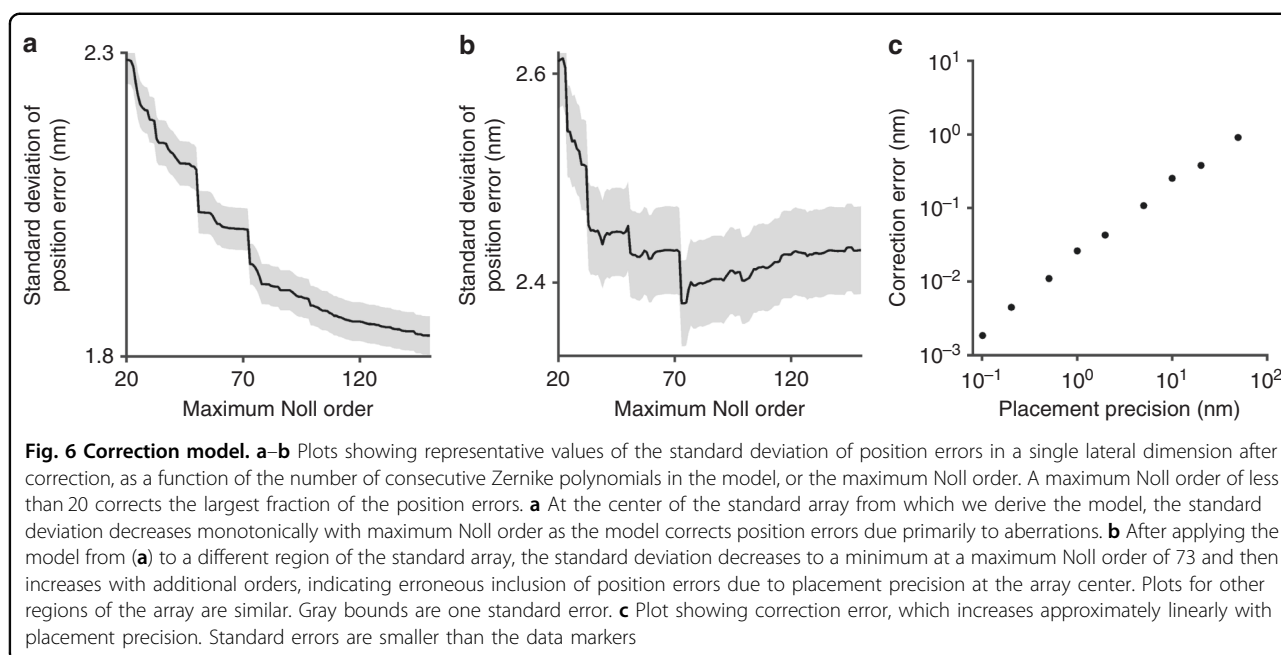 a
2.3
1.8
Standard deviation of
position error (nm)
20
70
120
Maximum Noll order
b
2.6
2.4
Standard deviation of
position error (nm)
20
70
120
Maximum Noll order
c
10¹
10⁰
10⁻¹
10⁻²
10⁻³
Correction error (nm)
10⁻¹
10⁰
10¹
10²
Placement precision (nm)
Fig. 6 Correction model. a–b Plots showing representative values of the standard deviation of position errors in a single lateral dimension after
correction, as a function of the number of consecutive Zernike polynomials in the model, or the maximum Noll order. A maximum Noll order of less
than 20 corrects the largest fraction of the position errors. a At the center of the standard array from which we derive the model, the standard
deviation decreases monotonically with maximum Noll order as the model corrects position errors due primarily to aberrations. b After applying the
model from (a) to a different region of the standard array, the standard deviation decreases to a minimum at a maximum Noll order of 73 and then
increases with additional orders, indicating erroneous inclusion of position errors due to placement precision at the array center. Plots for other
regions of the array are similar. Gray bounds are one standard error. c Plot showing correction error, which increases approximately linearly with
placement precision. Standard errors are smaller than the data markers